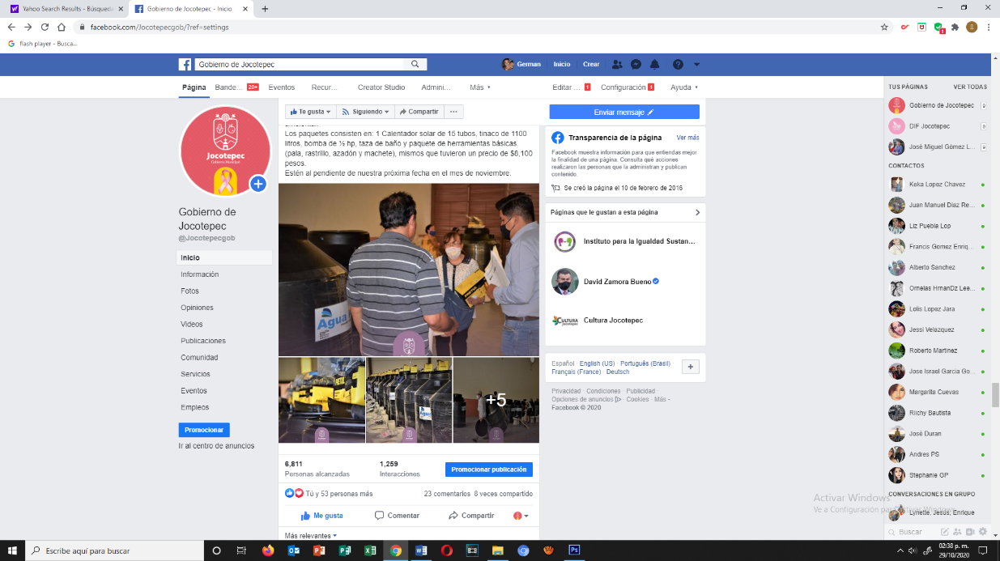 Yahoo Search Results - Búsqueda
Gobierno de Jocotepec - Inicio
facebook.com/Jocotepecgob/?ref=settings
flash player - Busca...
Gobierno de Jocotepec
German
Inicio
Crear
Página
Bande...
20+
Eventos
Recur...
Creator Studio
Admini...
Más
Editar ...
1
Configuración
1
Ayuda
Te gusta
Siguiendo
Compartir
Enviar mensaje
Jocotepec
Gobierno Municipal
Gobierno de
Jocotepec
@Jocotepecgob
Inicio
Información
Fotos
Opiniones
Videos
Publicaciones
Comunidad
Servicios
Eventos
Empleos
Promocionar
Ir al centro de anuncios
Los paquetes consisten en: 1 Calentador solar de 15 tubos, tinaco de 1100
litros, bomba de ½ hp, taza de baño y paquete de herramientas básicas.
(pala, rastrillo, azadón y machete), mismos que tuvieron un precio de $8,100
pesos.
Estén al pendiente de nuestra próxima fecha en el mes de noviembre.
Agua
Agua
+5
6,811
Personas alcanzadas
1,259
Interacciones
Promocionar publicación
Tú y 53 personas más
23 comentarios 8 veces compartido
Me gusta
Comentar
Compartir
Más relevantes
Transparencia de la página
Ver más
Facebook muestra información para que entiendas mejor
la finalidad de una página. Consulta qué acciones
realizaron las personas que la administran y publican
contenido.
Se creó la página el 10 de febrero de 2016
Páginas que le gustan a esta página
Instituto para la Igualdad Sustan...
David Zamora Bueno
CULTURA
Jocotepec
Cultura Jocotepec
Español · English (US) · Português (Brasil) ·
Français (France) · Deutsch
Privacidad · Condiciones · Publicidad
Opciones de anuncios · Cookies · Más
Facebook © 2020
TUS PÁGINAS
VER TODAS
Gobierno de Jocotepec
9
DIF Jocotepec
José Miguel Gómez L...
9
CONTACTOS
Keka Lopez Chavez
Juan Manuel Diaz Re...
Liz Puebla Lop
Francis Gomez Enriq...
Alberto Sanchez
Ornelas HrnanDz Lee...
Lolis Lopez Jara
Jessi Velazquez
Roberto Martinez
Jose Israel Garcia Go...
Margarita Cuevas
Riichy Bautista
José Duran
Andres PS
Stephanie GP
CONVERSACIONES EN GRUPO
Lynette, Jesús, Enrique
Buscar
Activar Windows
Ve a Configuración para activar Windows.
Escribe aquí para buscar
02:38 p. m.
29/10/2020